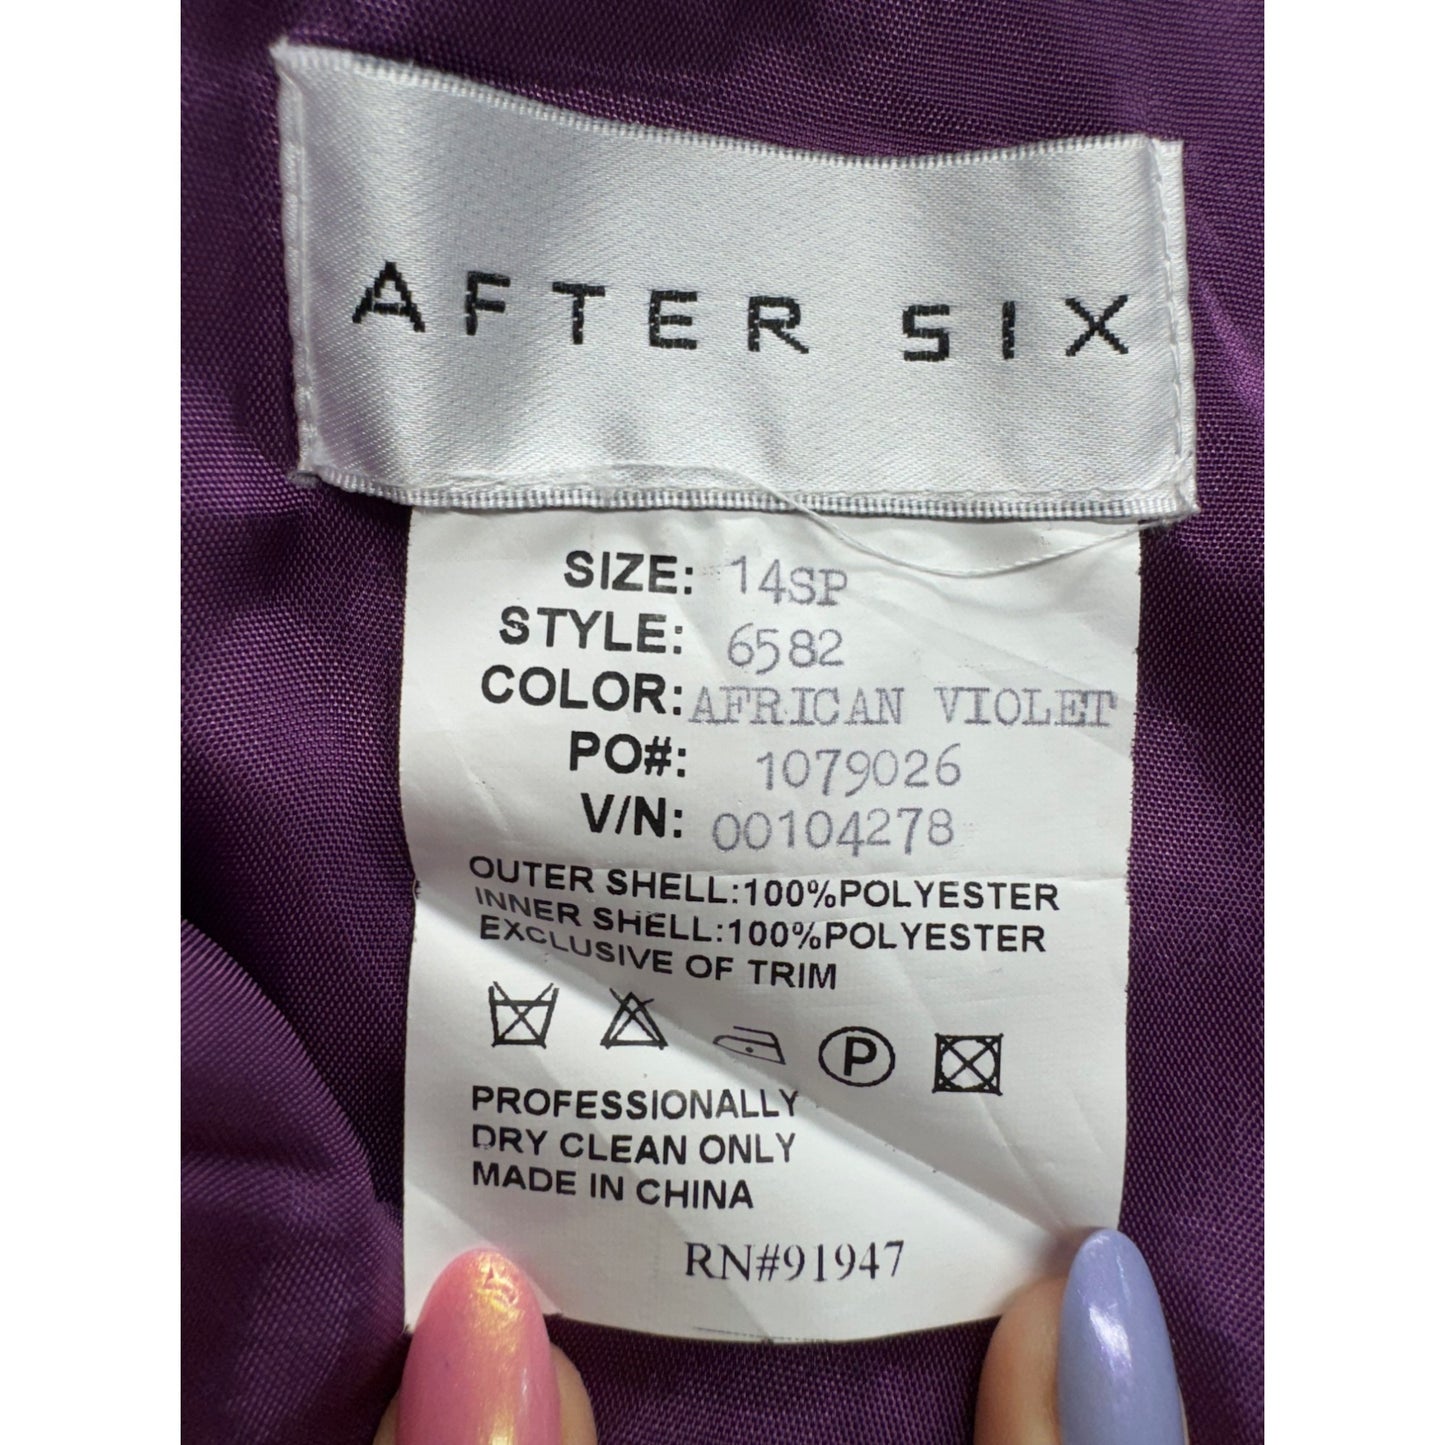 AFTER SIX
SIZE: 14SP
STYLE: 6582
COLOR: AFRICAN VIOLET
PO#: 1079026
V/N: 00104278
OUTER SHELL:100%POLYESTER
INNER SHELL:100%POLYESTER
EXCLUSIVE OF TRIM
P
PROFESSIONALLY
DRY CLEAN ONLY
MADE IN CHINA
RN#91947